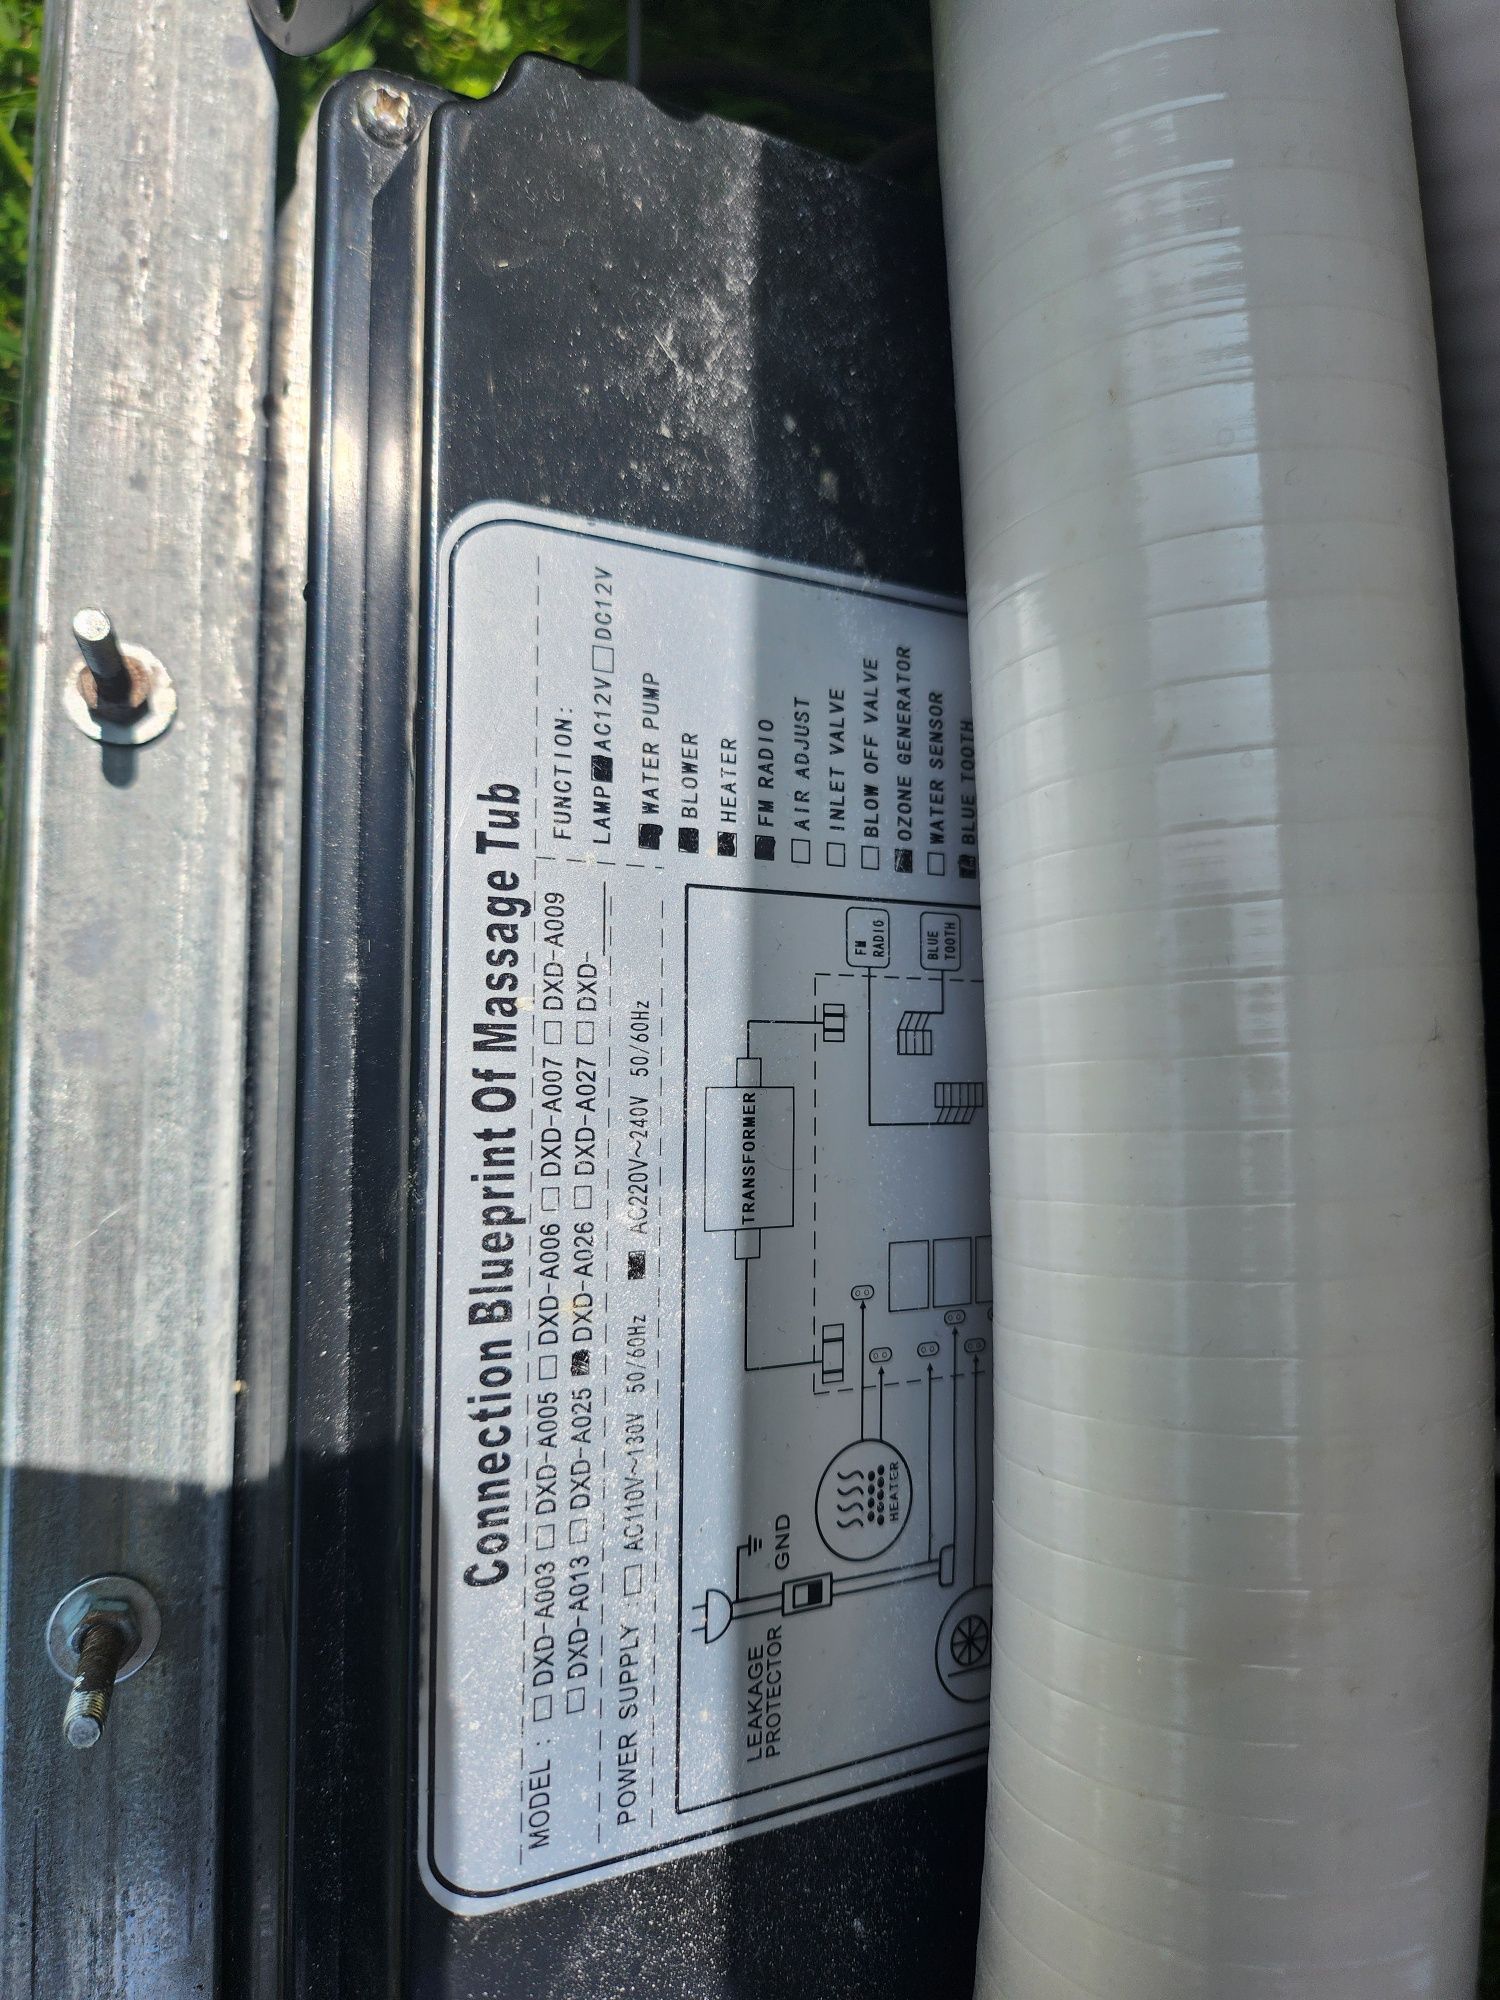 Connection Blueprint Of Massage Tub
MODEL : □ DXD-A003 □ DXD-A005 □ DXD-A006 □ DXD-A007 □ DXD-A009
□ DXD-A013 □ DXD-A025 ■ DXD-A026 □ DXD-A027 □ DXD-
POWER SUPPLY : □ AC110V~130V 50/60Hz ■ AC220V~240V 50/60Hz
FUNCTION:
LAMP ■ AC12V □ DC12V
■ WATER PUMP
■ BLOWER
■ HEATER
■ FM RADIO
□ AIR ADJUST
□ INLET VALVE
□ BLOW OFF VALVE
■ OZONE GENERATOR
□ WATER SENSOR
■ BLUE TOOTH
LEAKAGE
PROTECTOR
GND
HEATER
TRANSFORMER
FM
RADIO
BLUE
TOOTH